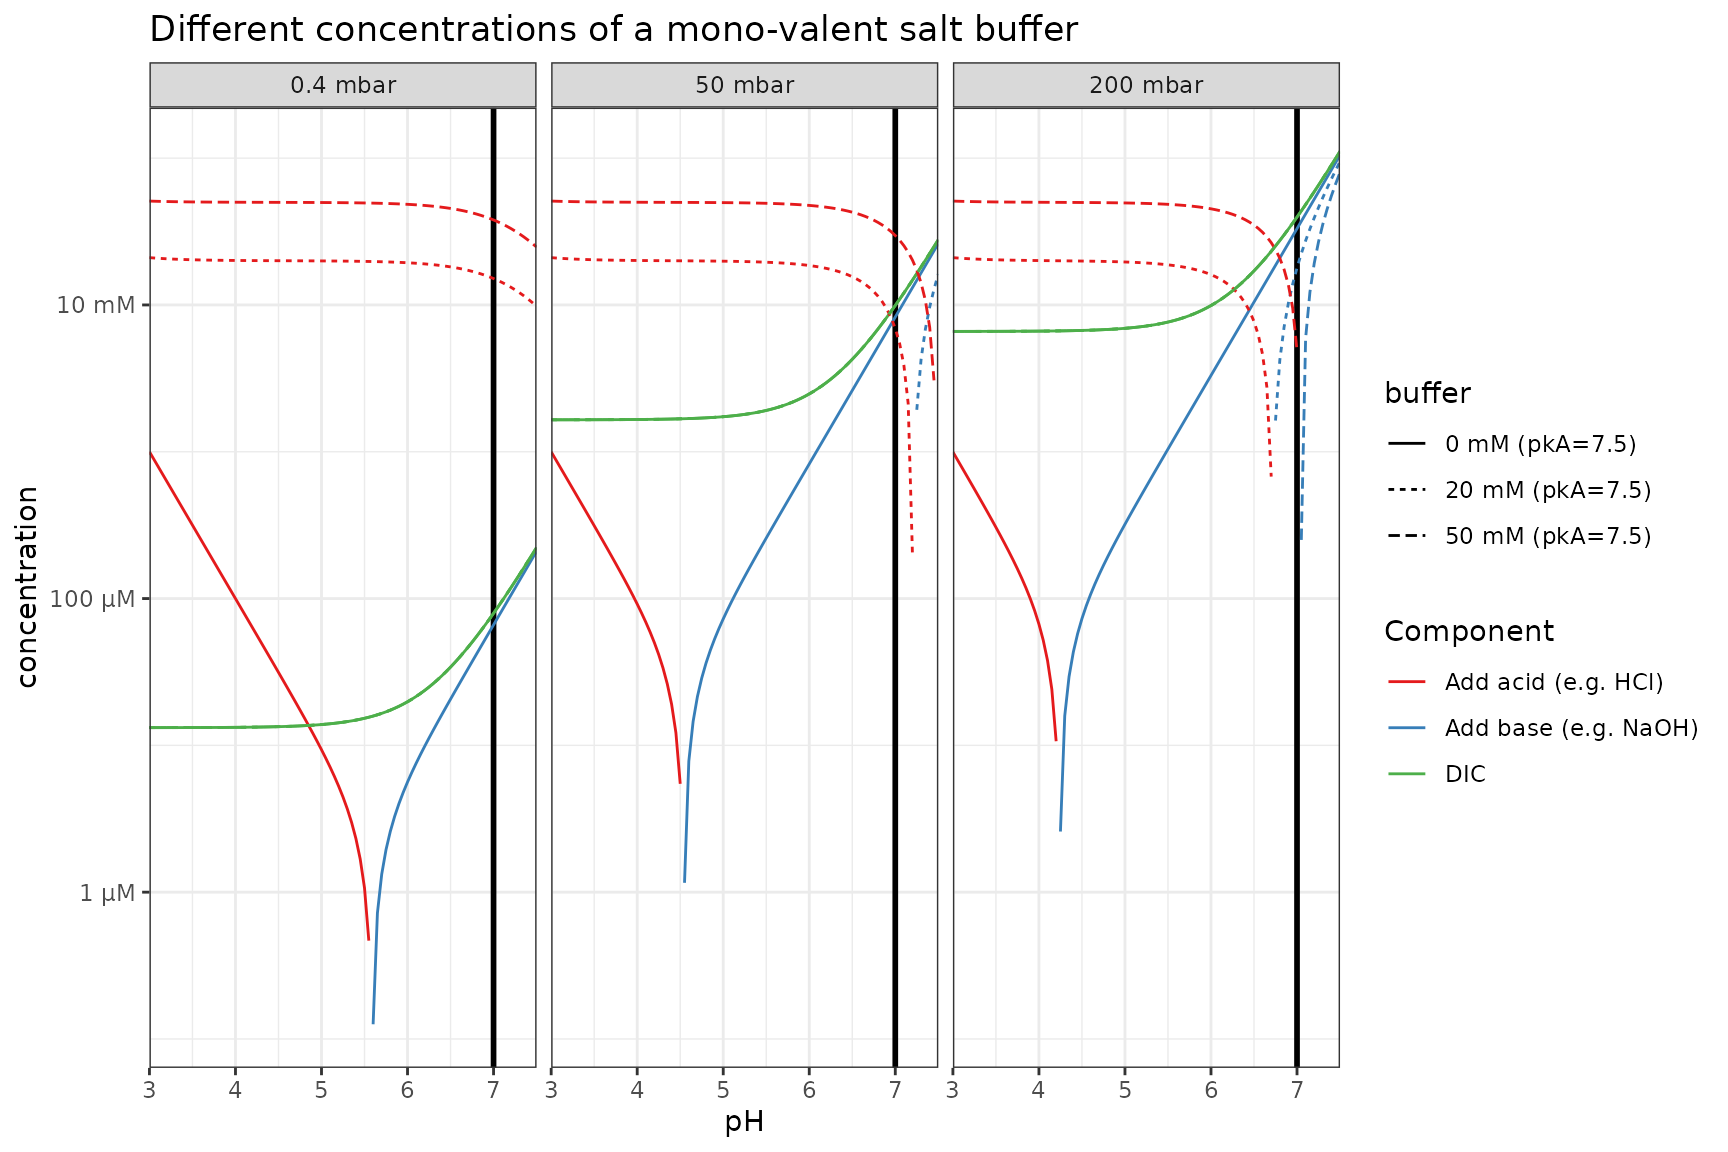 Different concentrations of a mono-valent salt buffer
0.4 mbar
50 mbar
200 mbar
concentration
10 mM
100 µM
1 µM
3 4 5 6 7
3 4 5 6 7
3 4 5 6 7
pH
buffer
0 mM (pkA=7.5)
20 mM (pkA=7.5)
50 mM (pkA=7.5)
Component
Add acid (e.g. HCl)
Add base (e.g. NaOH)
DIC